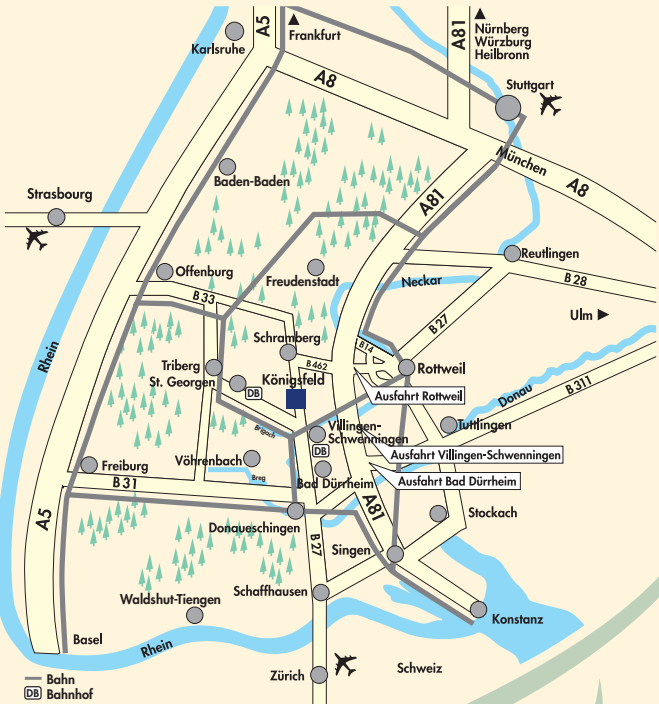 A5
Karlsruhe
Frankfurt
A81
Nürnberg
Würzburg
Heilbronn
A8
Stuttgart
München
A8
Baden-Baden
Strasbourg
A81
Offenburg
Freudenstadt
Neckar
Reutlingen
B 28
B 33
Ulm
B 27
Rhein
Schramberg
B14
B462
Triberg
St. Georgen
DB
Königsfeld
Rottweil
Ausfahrt Rottweil
Donau
B 311
Brigach
Villingen-
Schwenningen
Tuttlingen
DB
Ausfahrt Villingen-Schwenningen
Freiburg
Vöhrenbach
Breg
Bad Dürrheim
Ausfahrt Bad Dürrheim
B 31
A5
A81
Donaueschingen
Stockach
B 27
Singen
Schaffhausen
Waldshut-Tiengen
Konstanz
Basel
Rhein
Zürich
Schweiz
Bahn
DB Bahnhof